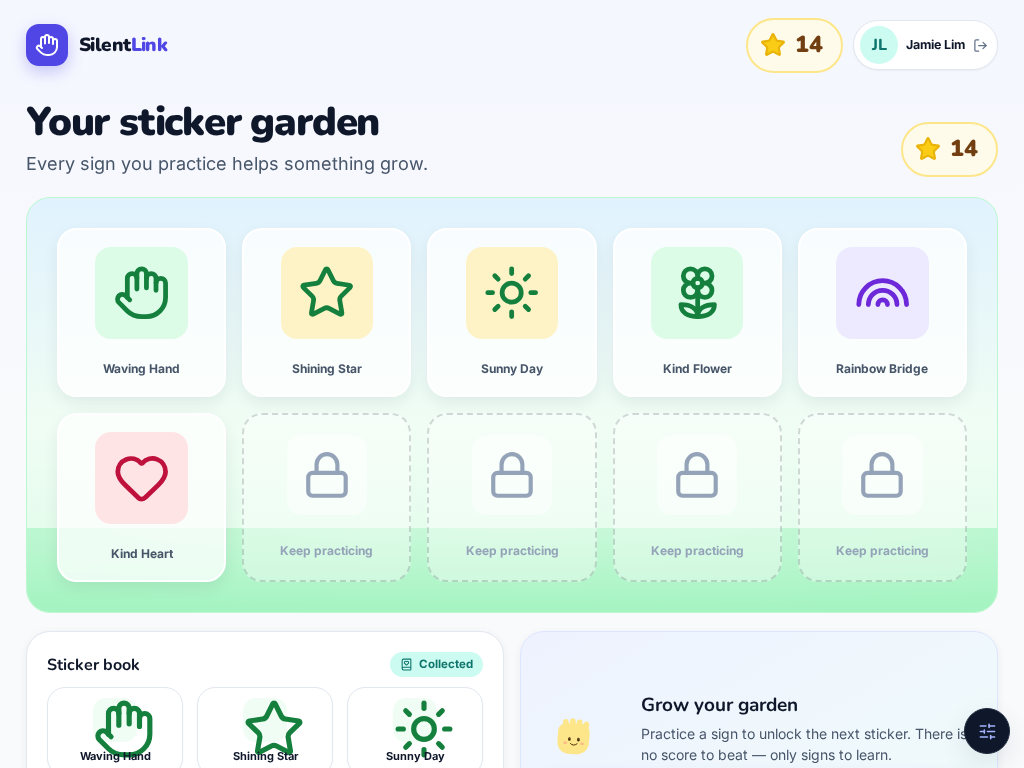 SilentLink
14
JL Jamie Lim
Your sticker garden
Every sign you practice helps something grow.
14
Waving Hand
Shining Star
Sunny Day
Kind Flower
Rainbow Bridge
Kind Heart
Keep practicing
Keep practicing
Keep practicing
Keep practicing
Sticker book
Collected
Waving Hand
Shining Star
Sunny Day
Grow your garden
Practice a sign to unlock the next sticker. There is
no score to beat — only signs to learn.